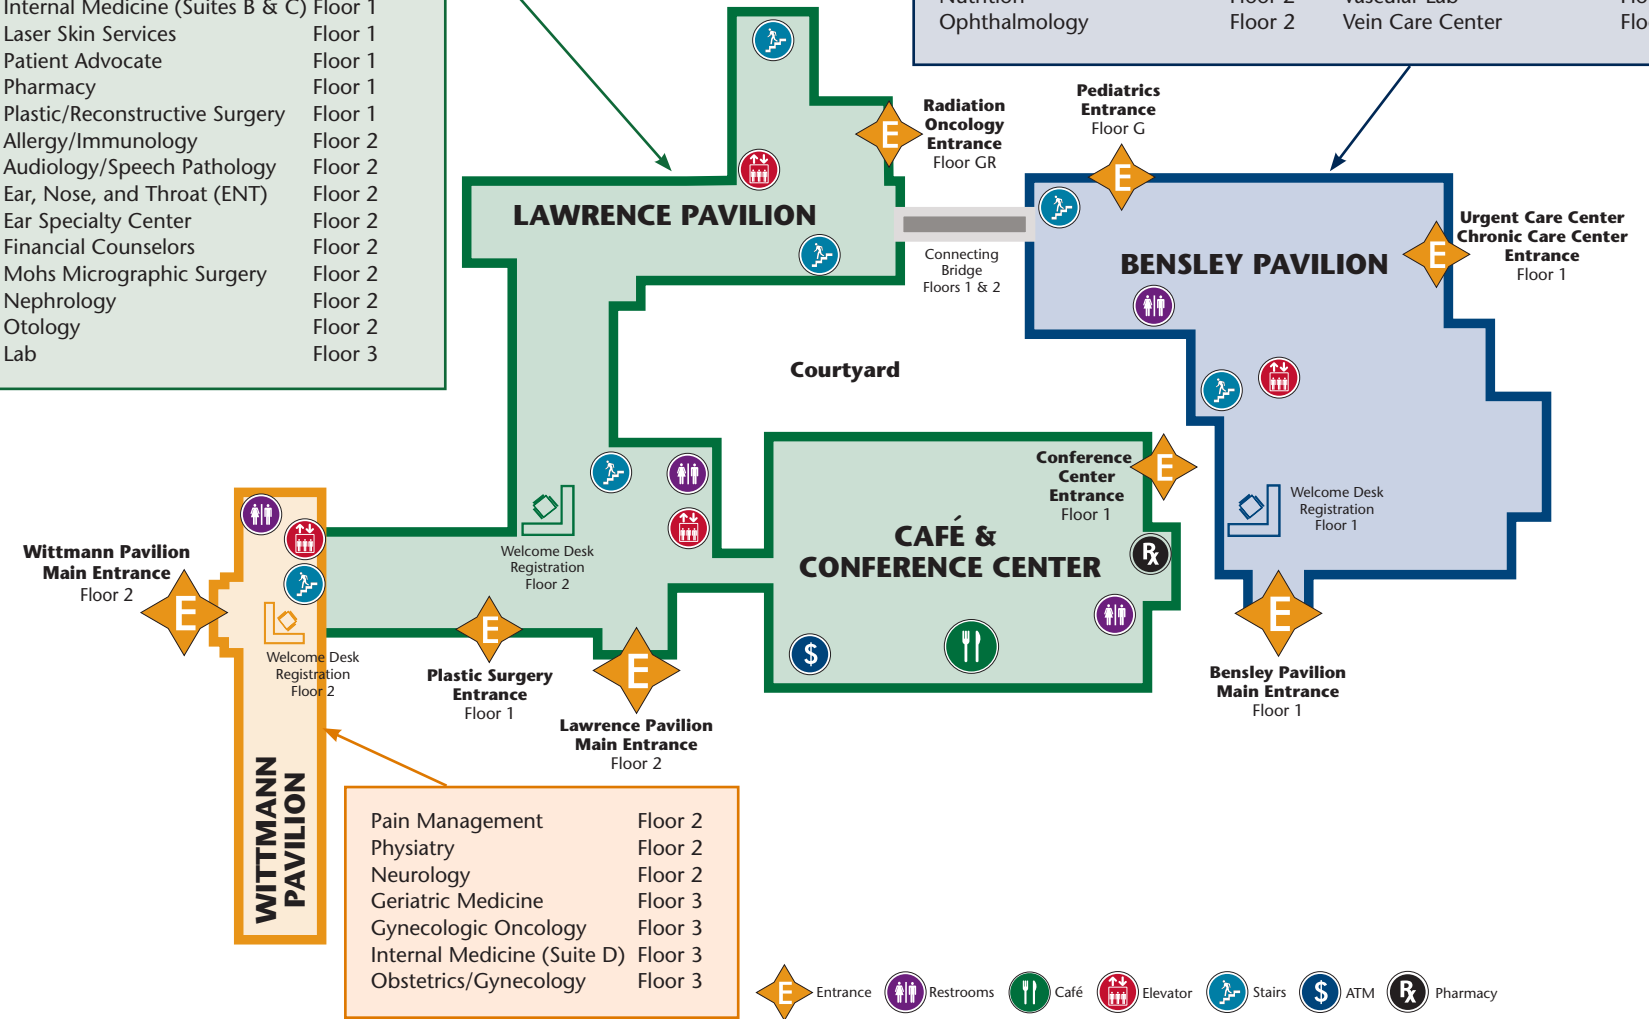 Internal Medicine (Suites B & C) Floor 1
Laser Skin Services Floor 1
Patient Advocate Floor 1
Pharmacy Floor 1
Plastic/Reconstructive Surgery Floor 1
Allergy/Immunology Floor 2
Audiology/Speech Pathology Floor 2
Ear, Nose, and Throat (ENT) Floor 2
Ear Specialty Center Floor 2
Financial Counselors Floor 2
Mohs Micrographic Surgery Floor 2
Nephrology Floor 2
Otology Floor 2
Lab Floor 3
Nutrition Floor 2 Vascular Lab
Ophthalmology Floor 2 Vein Care Center
E
Radiation
Oncology
Entrance
Floor GR
Pediatrics
Entrance
Floor G
E
LAWRENCE PAVILION
Connecting
Bridge
Floors 1 & 2
BENSLEY PAVILION
E
Urgent Care Center
Chronic Care Center
Entrance
Floor 1
Courtyard
Conference
Center
Entrance
Floor 1
E
Welcome Desk
Registration
Floor 1
CAFÉ &
CONFERENCE CENTER
Rx
$
Welcome Desk
Registration
Floor 2
Wittmann Pavilion
Main Entrance
Floor 2
E
Welcome Desk
Registration
Floor 2
E
Plastic Surgery
Entrance
Floor 1
E
Lawrence Pavilion
Main Entrance
Floor 2
E
Bensley Pavilion
Main Entrance
Floor 1
WITTMANN
PAVILION
Pain Management Floor 2
Physiatry Floor 2
Neurology Floor 2
Geriatric Medicine Floor 3
Gynecologic Oncology Floor 3
Internal Medicine (Suite D) Floor 3
Obstetrics/Gynecology Floor 3
E Entrance Restrooms Café Elevator Stairs $ ATM Rx Pharmacy